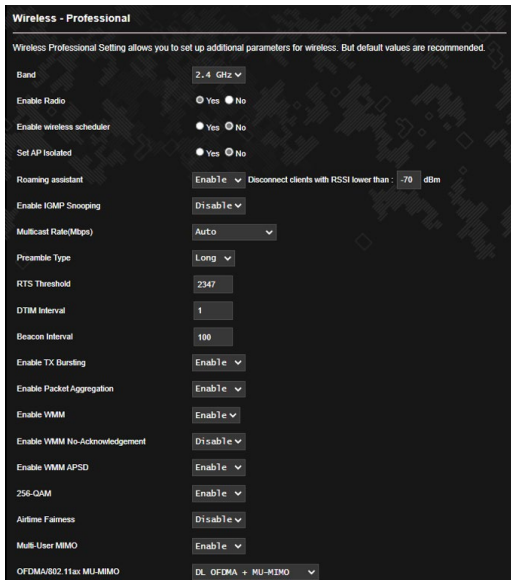 Wireless - Professional
Wireless Professional Setting allows you to set up additional parameters for wireless. But default values are recommended.
Band 2.4 GHz
Enable Radio Yes No
Enable wireless scheduler Yes No
Set AP Isolated Yes No
Roaming assistant Enable Disconnect clients with RSSI lower than : -70 dBm
Enable IGMP Snooping Disable
Multicast Rate(Mbps) Auto
Preamble Type Long
RTS Threshold 2347
DTIM Interval 1
Beacon Interval 100
Enable TX Bursting Enable
Enable Packet Aggregation Enable
Enable WMM Enable
Enable WMM No-Acknowledgement Disable
Enable WMM APSD Enable
256-QAM Enable
Airtime Fairness Disable
Multi-User MIMO Enable
OFDMA/802.11ax MU-MIMO DL OFDMA + MU-MIMO